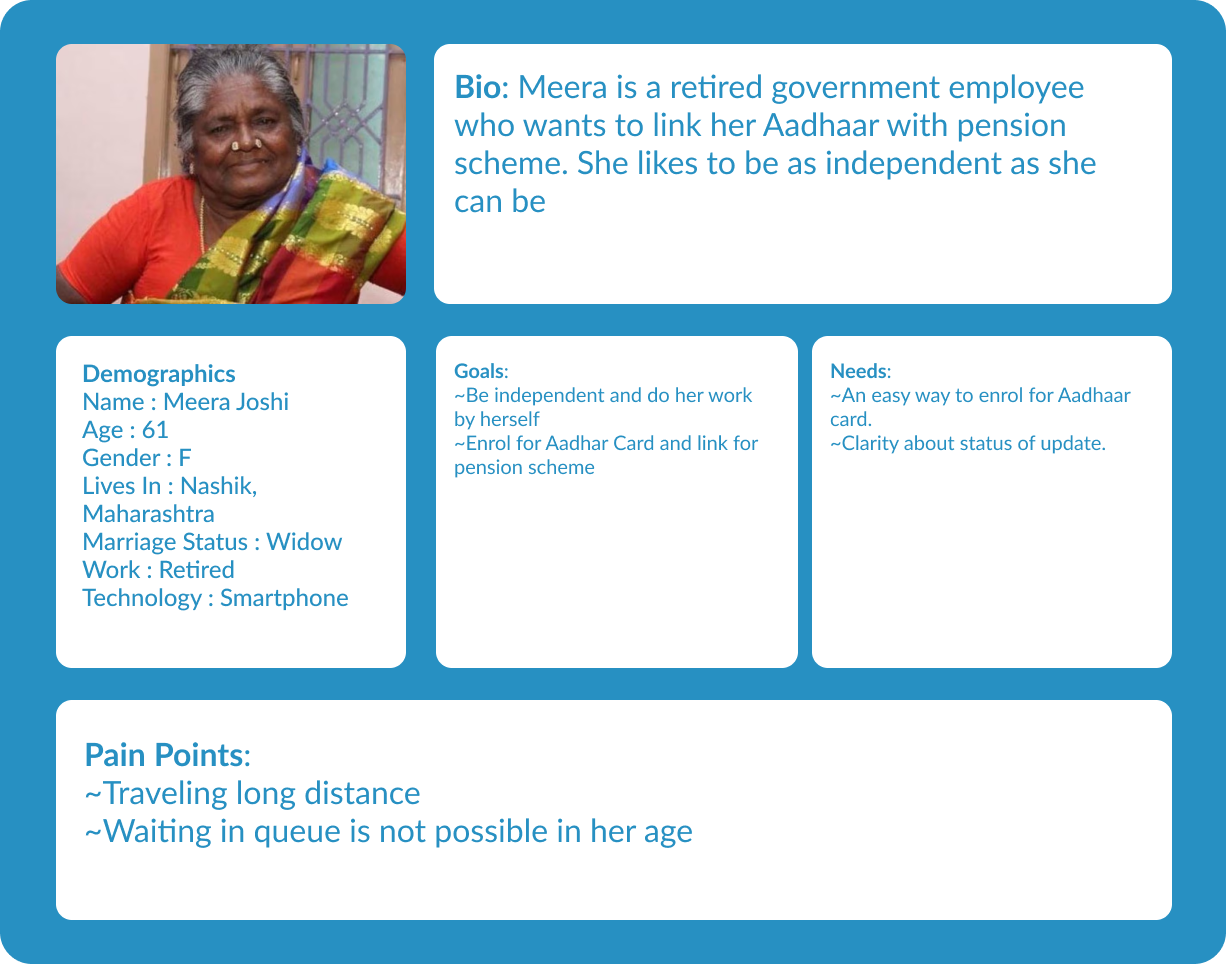 Bio: Meera is a retired government employee
who wants to link her Aadhaar with pension
scheme. She likes to be as independent as she
can be
Demographics
Name : Meera Joshi
Age : 61
Gender : F
Lives In : Nashik,
Maharashtra
Marriage Status : Widow
Work : Retired
Technology : Smartphone
Goals:
~Be independent and do her work
by herself
~Enrol for Aadhar Card and link for
pension scheme
Needs:
~An easy way to enrol for Aadhaar
card.
~Clarity about status of update.
Pain Points:
~Traveling long distance
~Waiting in queue is not possible in her age